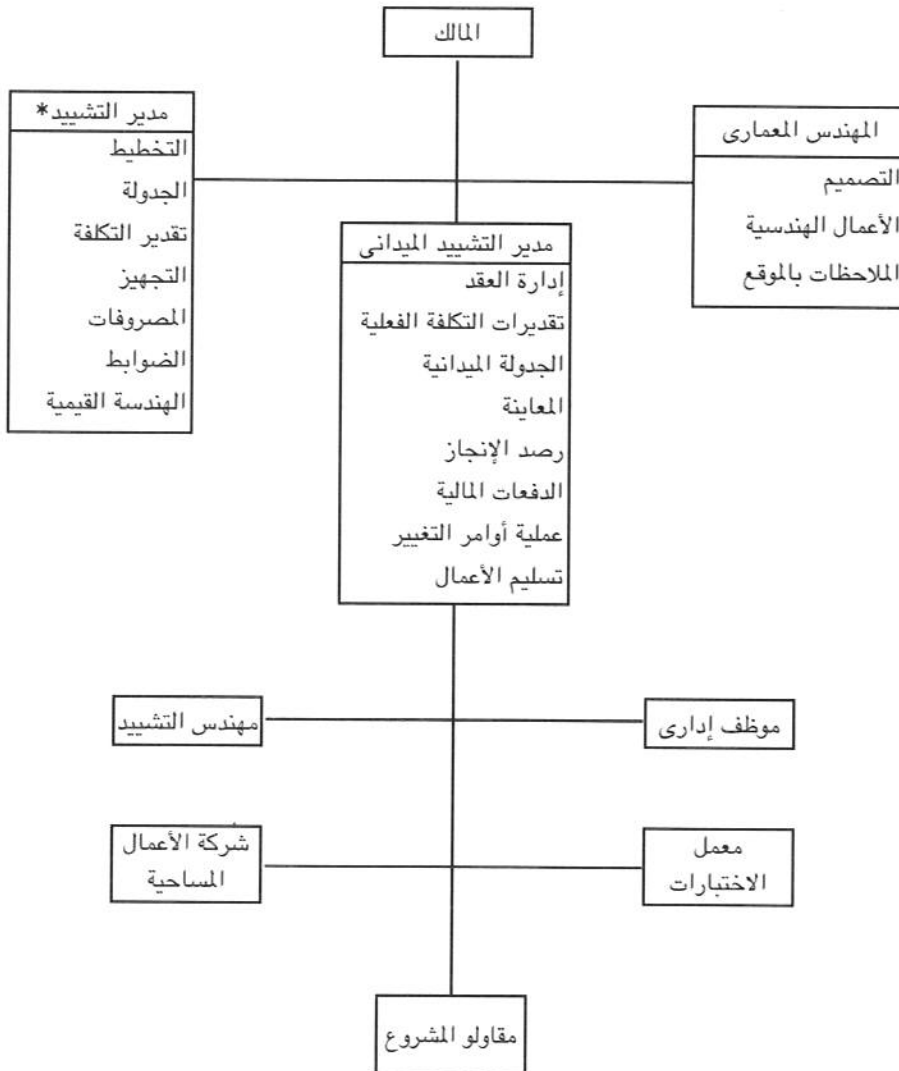 المالك
المهندس المعمارى
التصميم
الأعمال الهندسية
الملاحظات بالموقع
مدير التشييد*
التخطيط
الجدولة
تقدير التكلفة
التجهيز
المصروفات
الضوابط
الهندسة القيمية
مدير التشييد الميدانى
إدارة العقد
تقديرات التكلفة الفعلية
الجدولة الميدانية
المعاينة
رصد الإنجاز
الدفعات المالية
عملية أوامر التغيير
تسليم الأعمال
موظف إدارى
مهندس التشييد
معمل
الاختبارات
شركة الأعمال
المساحية
مقاولو المشروع